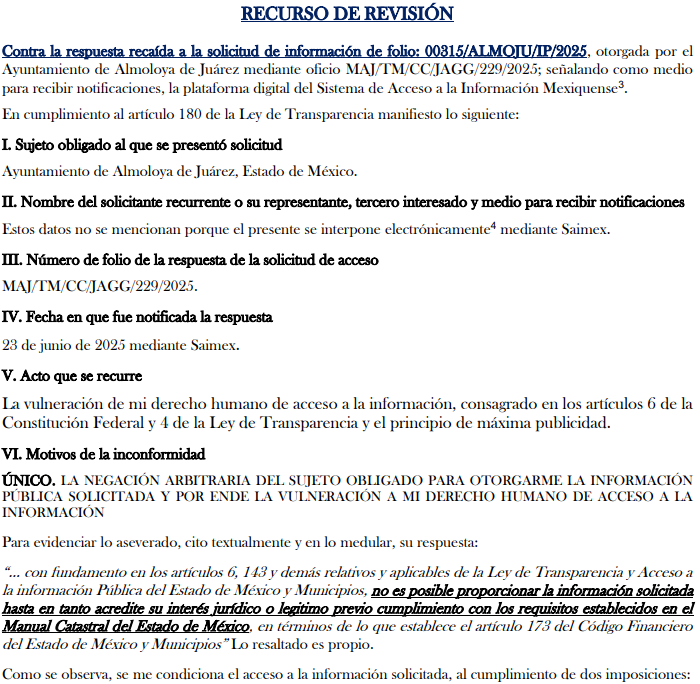 RECURSO DE REVISIÓN
Contra la respuesta recaída a la solicitud de información de folio: 00315/ALMOJU/IP/2025, otorgada por el
Ayuntamiento de Almoloya de Juárez mediante oficio MAJ/TM/CC/JAGG/229/2025; señalando como medio
para recibir notificaciones, la plataforma digital del Sistema de Acceso a la Información Mexiquense³.
En cumplimiento al artículo 180 de la Ley de Transparencia manifiesto lo siguiente:
I. Sujeto obligado al que se presentó solicitud
Ayuntamiento de Almoloya de Juárez, Estado de México.
II. Nombre del solicitante recurrente o su representante, tercero interesado y medio para recibir notificaciones
Estos datos no se mencionan porque el presente se interpone electrónicamente⁴ mediante Saimex.
III. Número de folio de la respuesta de la solicitud de acceso
MAJ/TM/CC/JAGG/229/2025.
IV. Fecha en que fue notificada la respuesta
23 de junio de 2025 mediante Saimex.
V. Acto que se recurre
La vulneración de mi derecho humano de acceso a la información, consagrado en los artículos 6 de la
Constitución Federal y 4 de la Ley de Transparencia y el principio de máxima publicidad.
VI. Motivos de la inconformidad
ÚNICO. LA NEGACIÓN ARBITRARIA DEL SUJETO OBLIGADO PARA OTORGARME LA INFORMACIÓN
PÚBLICA SOLICITADA Y POR ENDE LA VULNERACIÓN A MI DERECHO HUMANO DE ACCESO A LA
INFORMACIÓN
Para evidenciar lo aseverado, cito textualmente y en lo modular, su respuesta:
“... con fundamento en los artículos 6, 143 y demás relativos y aplicables de la Ley de Transparencia y Acceso a
la información Pública del Estado de México y Municipios, no es posible proporcionar la información solicitada
hasta en tanto acredite su interés jurídico o legitimo previo cumplimiento con los requisitos establecidos en el
Manual Catastral del Estado de México, en términos de lo que establece el artículo 173 del Código Financiero
del Estado de México y Municipios” Lo resaltado es propio.
Como se observa, se me condiciona el acceso a la información solicitada, al cumplimiento de dos imposiciones: